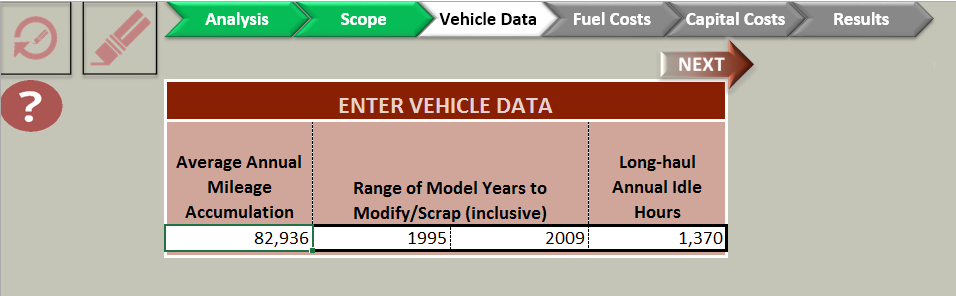 Analysis Scope Vehicle Data Fuel Costs Capital Costs Results
NEXT
?
ENTER VEHICLE DATA
Average Annual
Mileage
Accumulation
Range of Model Years to
Modify/Scrap (inclusive)
Long-haul
Annual Idle
Hours
82,936 1995 2009 1,370